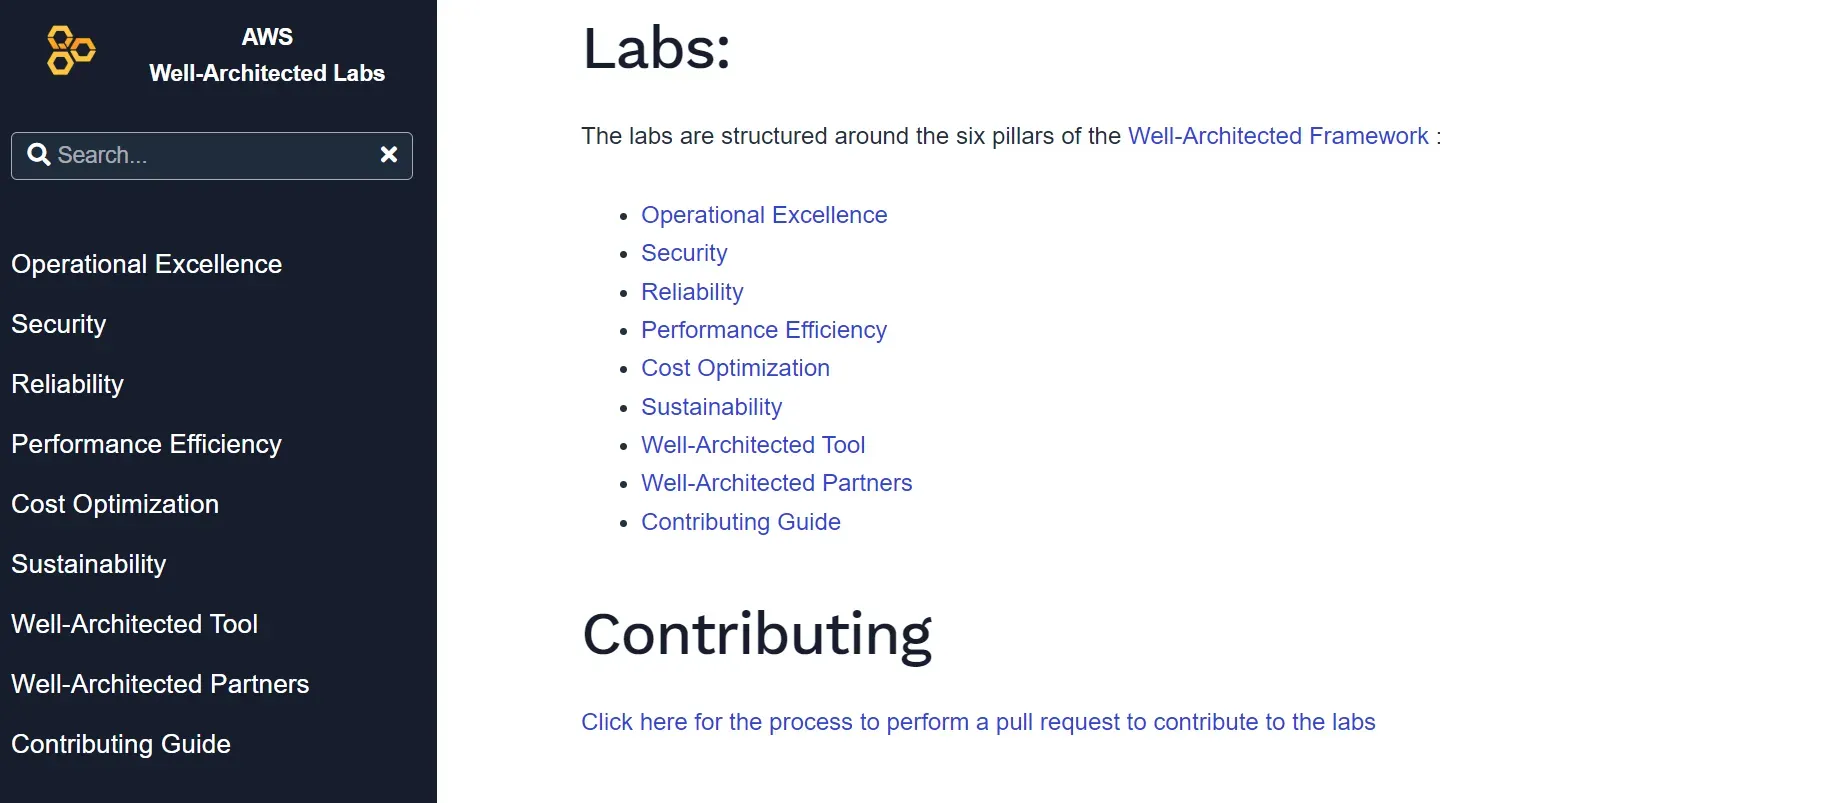 AWS
Well-Architected Labs
Search...
Operational Excellence
Security
Reliability
Performance Efficiency
Cost Optimization
Sustainability
Well-Architected Tool
Well-Architected Partners
Contributing Guide
Labs:
The labs are structured around the six pillars of the Well-Architected Framework :
Operational Excellence
Security
Reliability
Performance Efficiency
Cost Optimization
Sustainability
Well-Architected Tool
Well-Architected Partners
Contributing Guide
Contributing
Click here for the process to perform a pull request to contribute to the labs